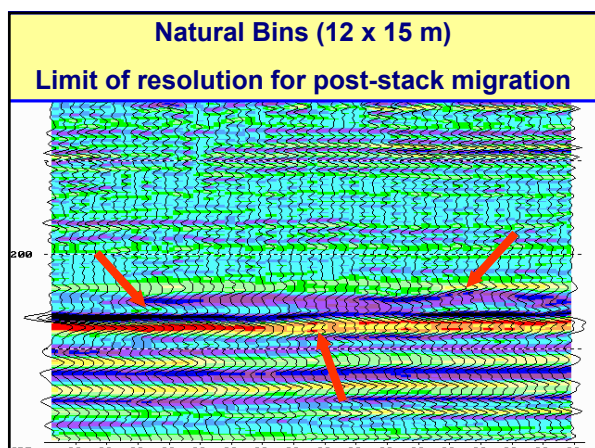 Natural Bins (12 x 15 m)
Limit of resolution for post-stack migration
200